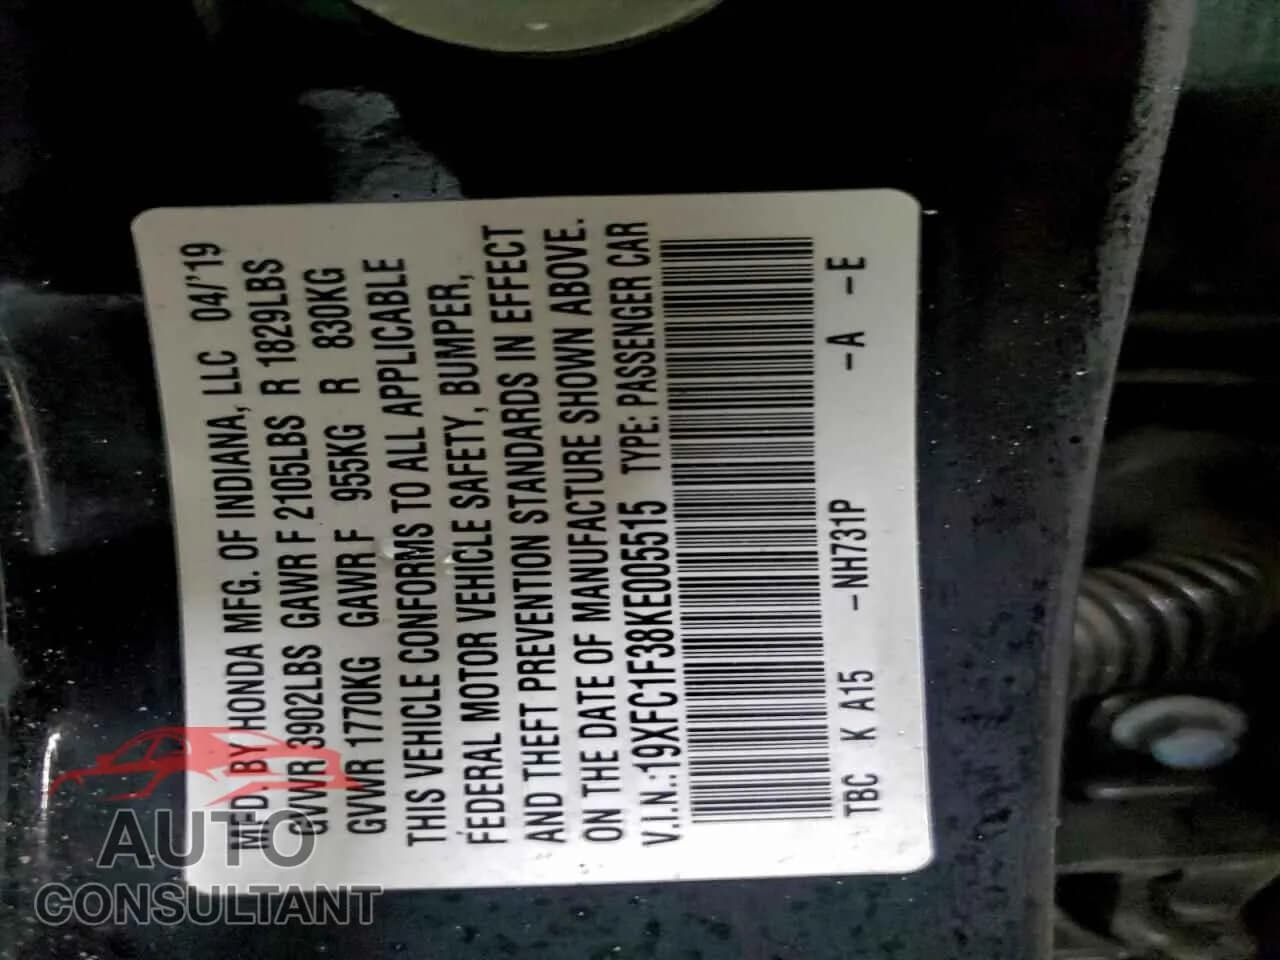 MFD. BY HONDA MFG. OF INDIANA, LLC 04/'19
GVWR 3902LBS GAWR F 2105LBS R 1829LBS
GVWR 1770KG GAWR F 955KG R 830KG
THIS VEHICLE CONFORMS TO ALL APPLICABLE
FEDERAL MOTOR VEHICLE SAFETY, BUMPER,
AND THEFT PREVENTION STANDARDS IN EFFECT
ON THE DATE OF MANUFACTURE SHOWN ABOVE.
V.I.N.:19XFC1F38KE005515 TYPE: PASSENGER CAR
TBC K A15 -NH731P -A -E
AUTO
CONSULTANT